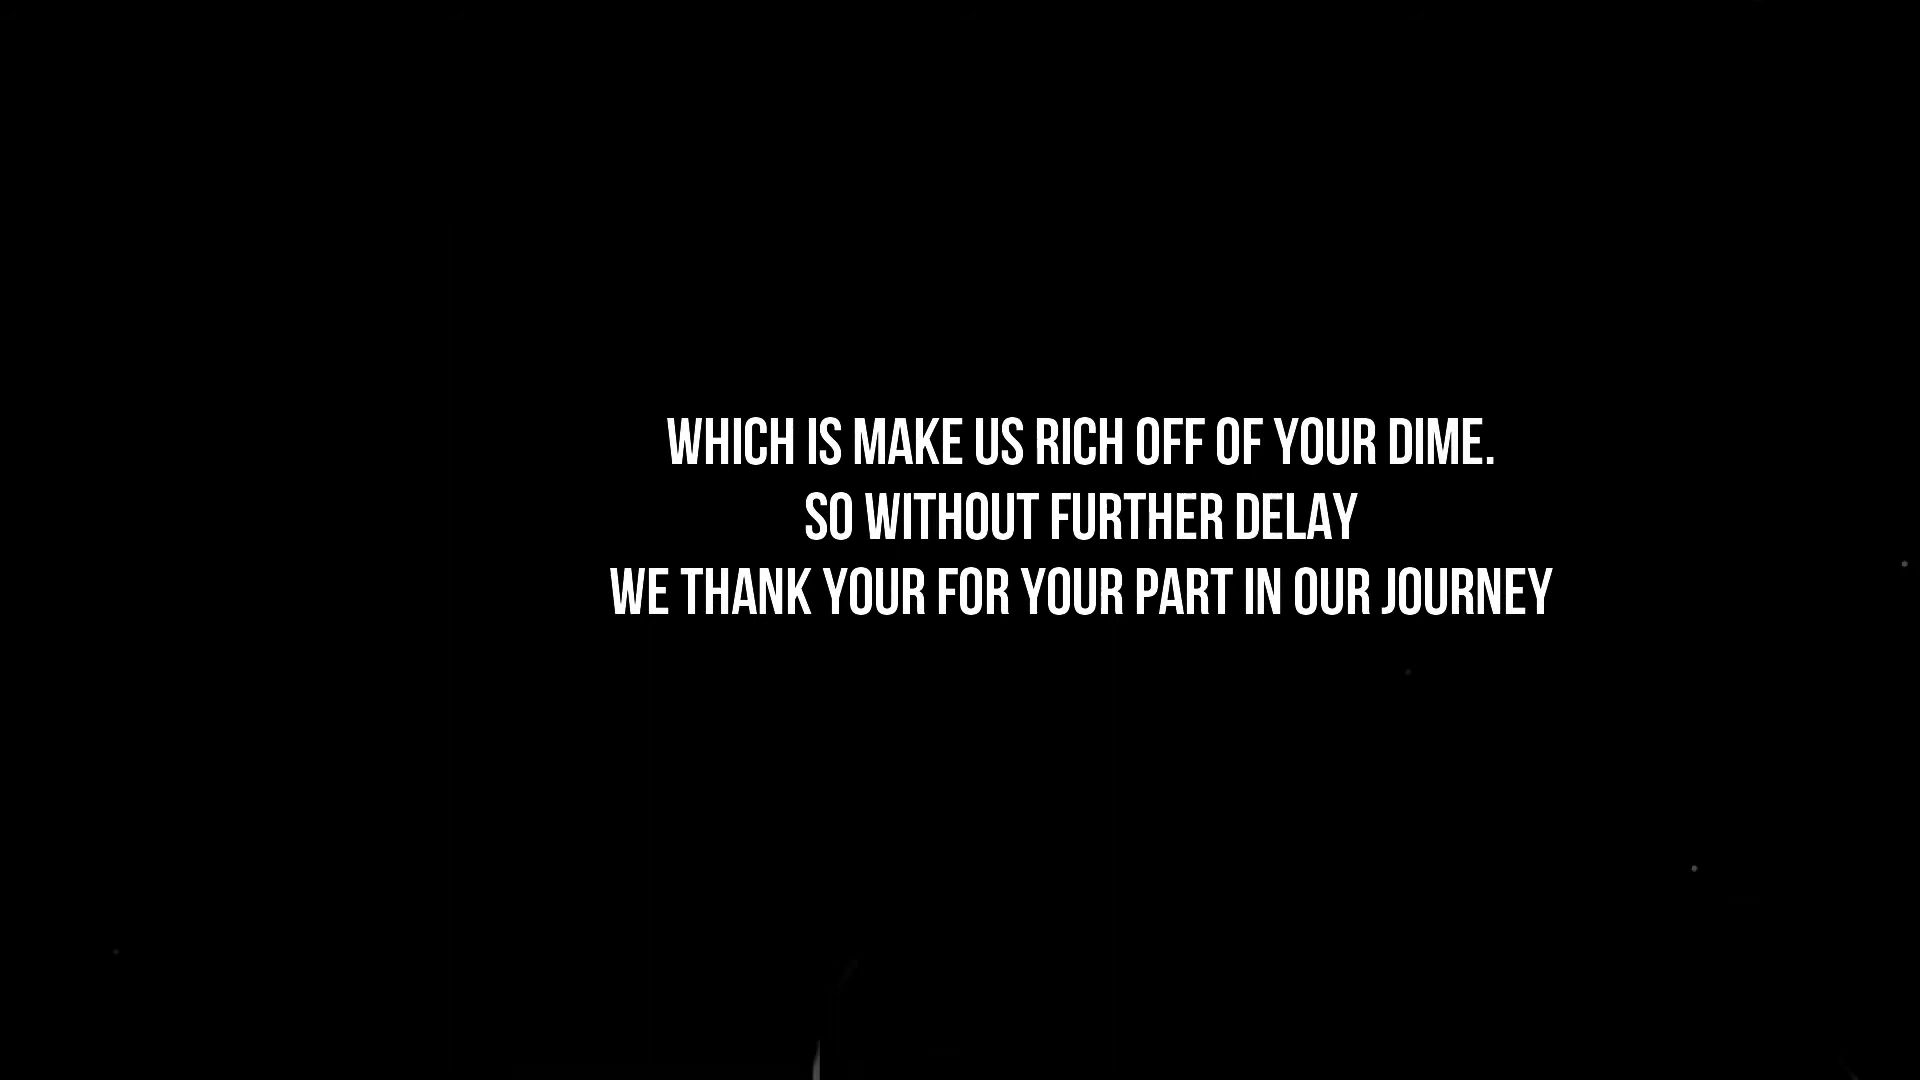 WHICH IS MAKE US RICH OFF OF YOUR DIME.
SO WITHOUT FURTHER DELAY
WE THANK YOUR FOR YOUR PART IN OUR JOURNEY